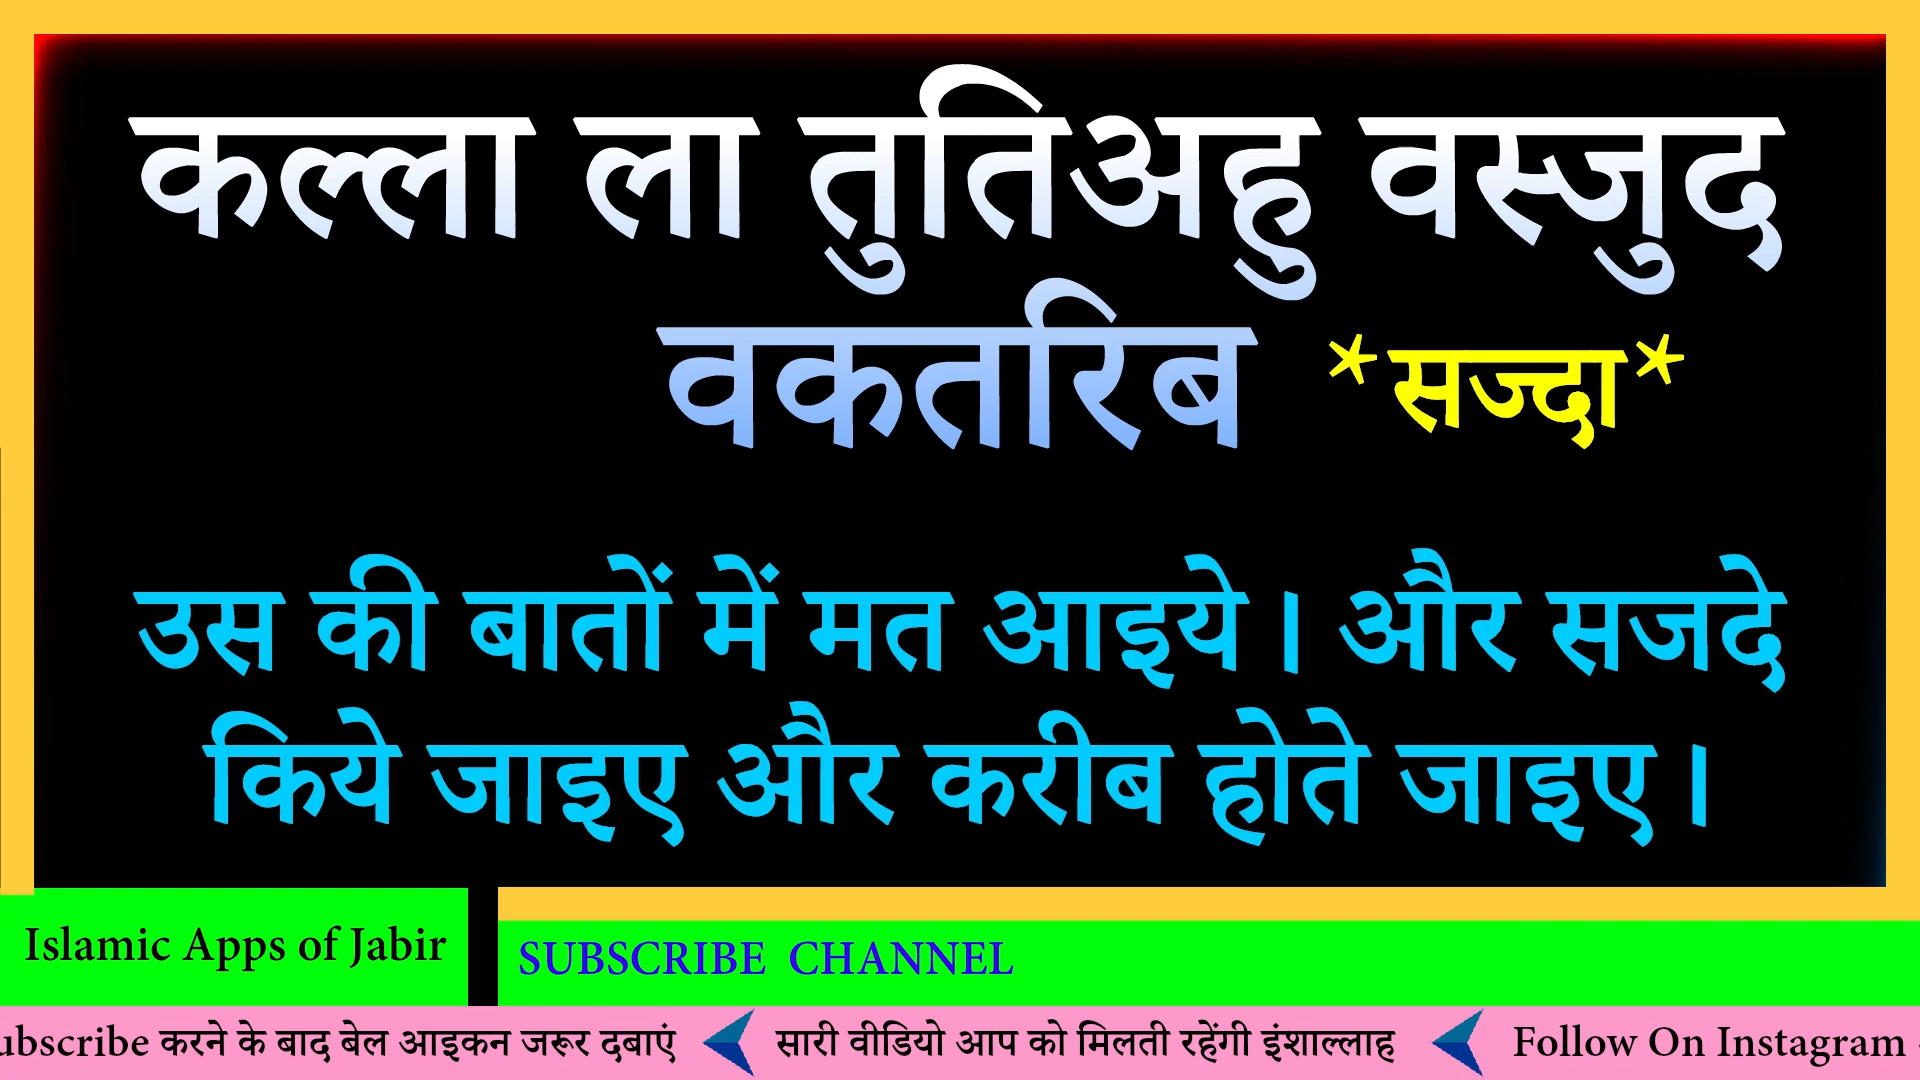 कल्ला ला तुतिअहु वस्जुद
वकतरिब *सज्दा*
उस की बातों में मत आइये । और सजदे
किये जाइए और करीब होते जाइए ।
Islamic Apps of Jabir
SUBSCRIBE CHANNEL
ubscribe करने के बाद बेल आइकन जरूर दबाएं सारी वीडियो आप को मिलती रहेंगी इंशाल्लाह Follow On Instagram